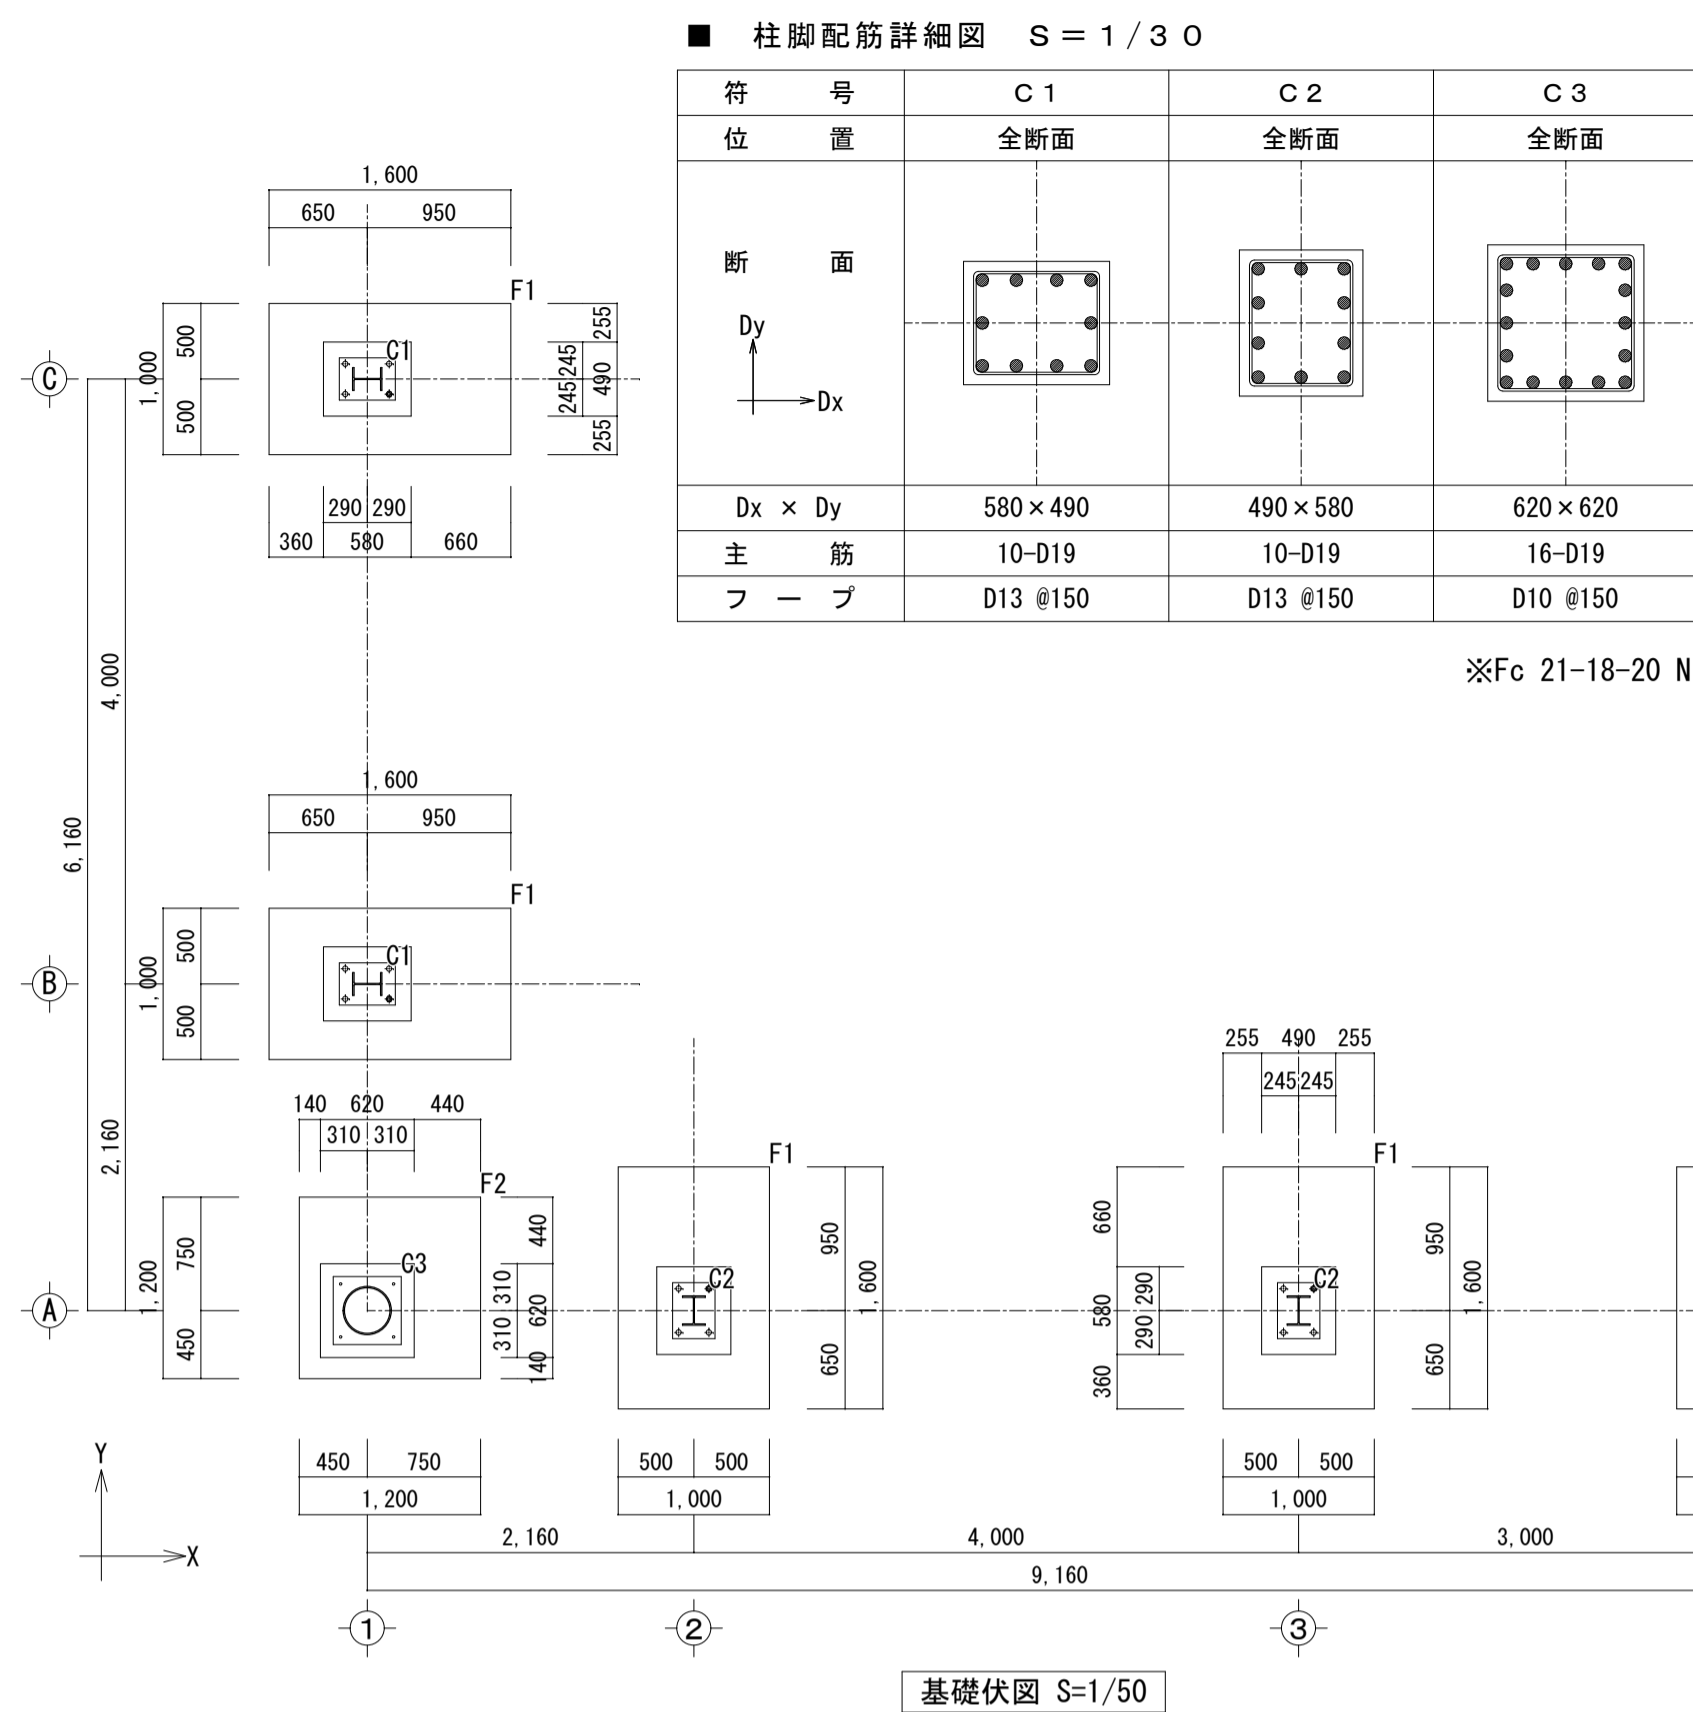 ■ 柱脚配筋詳細図 S=1/30
符号 C1 C2 C3
位置 全断面 全断面 全断面
断面
Dy
Dx
Dx × Dy 580×490 490×580 620×620
主筋 10-D19 10-D19 16-D19
フープ D13 @150 D13 @150 D10 @150
※Fc 21-18-20 N
1,600
650 950
F1
C1
C
1,000
500
500
255
245 245
490
255
290 290
360 580 660
4,000
6,160
2,160
1,600
650 950
F1
C1
B
1,000
500
500
140 620 440
310 310
F2
C3
A
1,200
750
450
440
310 310
620
140
450 750
1,200
F1
C2
950
650
1,600
500 500
1,000
255 490 255
245 245
F1
C2
660
580
290 290
360
950
650
1,600
500 500
1,000
Y
X
2,160 4,000 3,000
9,160
1 2 3
基礎伏図 S=1/50